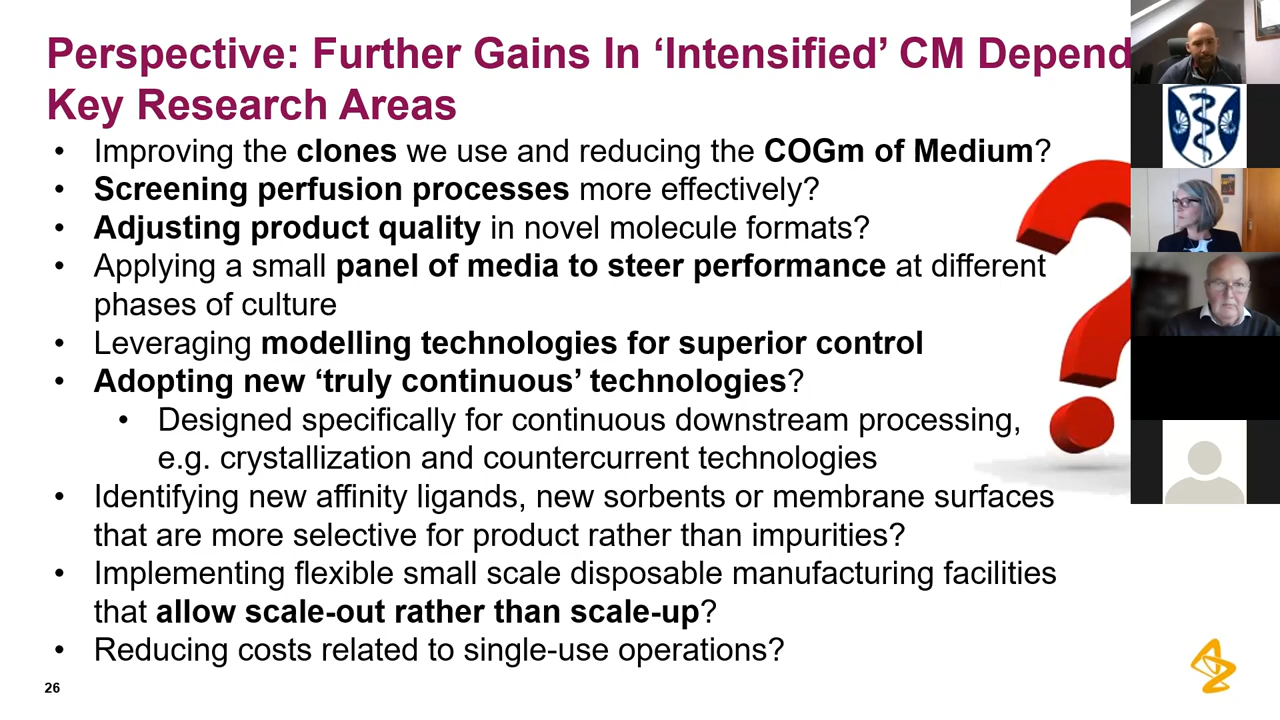 Perspective: Further Gains In ‘Intensified’ CM Depend
Key Research Areas
• Improving the clones we use and reducing the COGm of Medium?
• Screening perfusion processes more effectively?
• Adjusting product quality in novel molecule formats?
• Applying a small panel of media to steer performance at different
phases of culture
• Leveraging modelling technologies for superior control
• Adopting new ‘truly continuous’ technologies?
• Designed specifically for continuous downstream processing,
e.g. crystallization and countercurrent technologies
• Identifying new affinity ligands, new sorbents or membrane surfaces
that are more selective for product rather than impurities?
• Implementing flexible small scale disposable manufacturing facilities
that allow scale-out rather than scale-up?
• Reducing costs related to single-use operations?
26